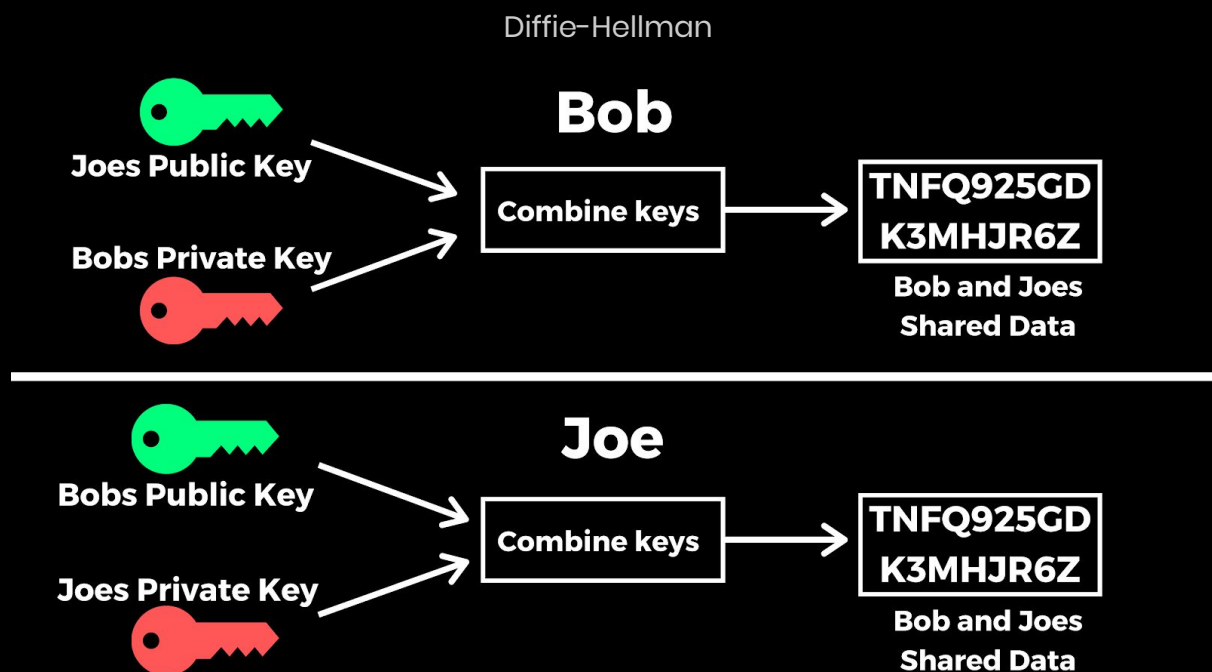 Diffie-Hellman
Bob
Joes Public Key
Bobs Private Key
Combine keys
TNFQ925GD
K3MHJR6Z
Bob and Joes
Shared Data
Joe
Bobs Public Key
Joes Private Key
Combine keys
TNFQ925GD
K3MHJR6Z
Bob and Joes
Shared Data